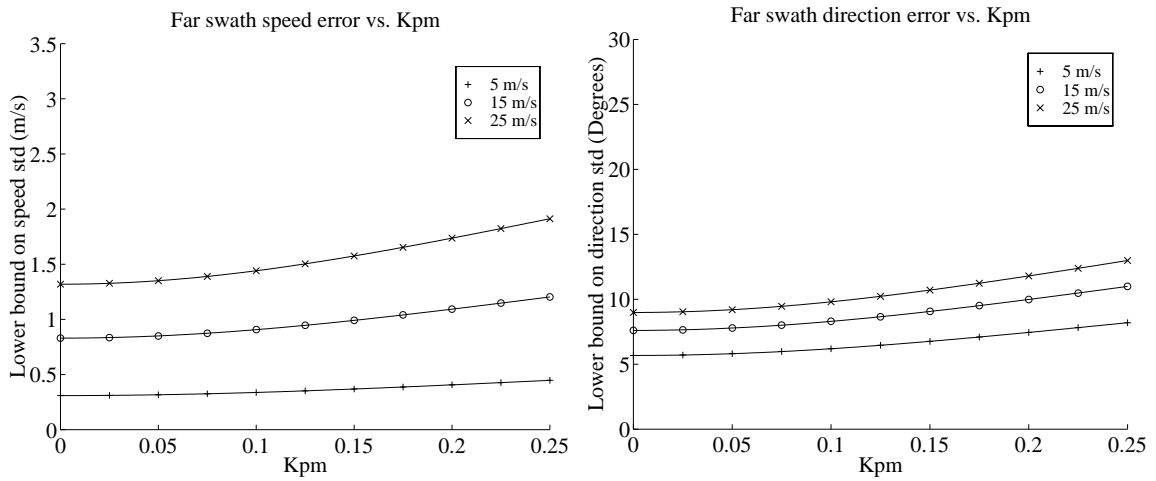 Far swath speed error vs. Kpm
Lower bound on speed std (m/s)
3.5
3
2.5
2
1.5
1
0.5
0
0
0.05
0.1
0.15
0.2
0.25
Kpm
5 m/s
15 m/s
25 m/s
Far swath direction error vs. Kpm
Lower bound on direction std (Degrees)
30
25
20
15
10
5
0
0
0.05
0.1
0.15
0.2
0.25
Kpm
5 m/s
15 m/s
25 m/s